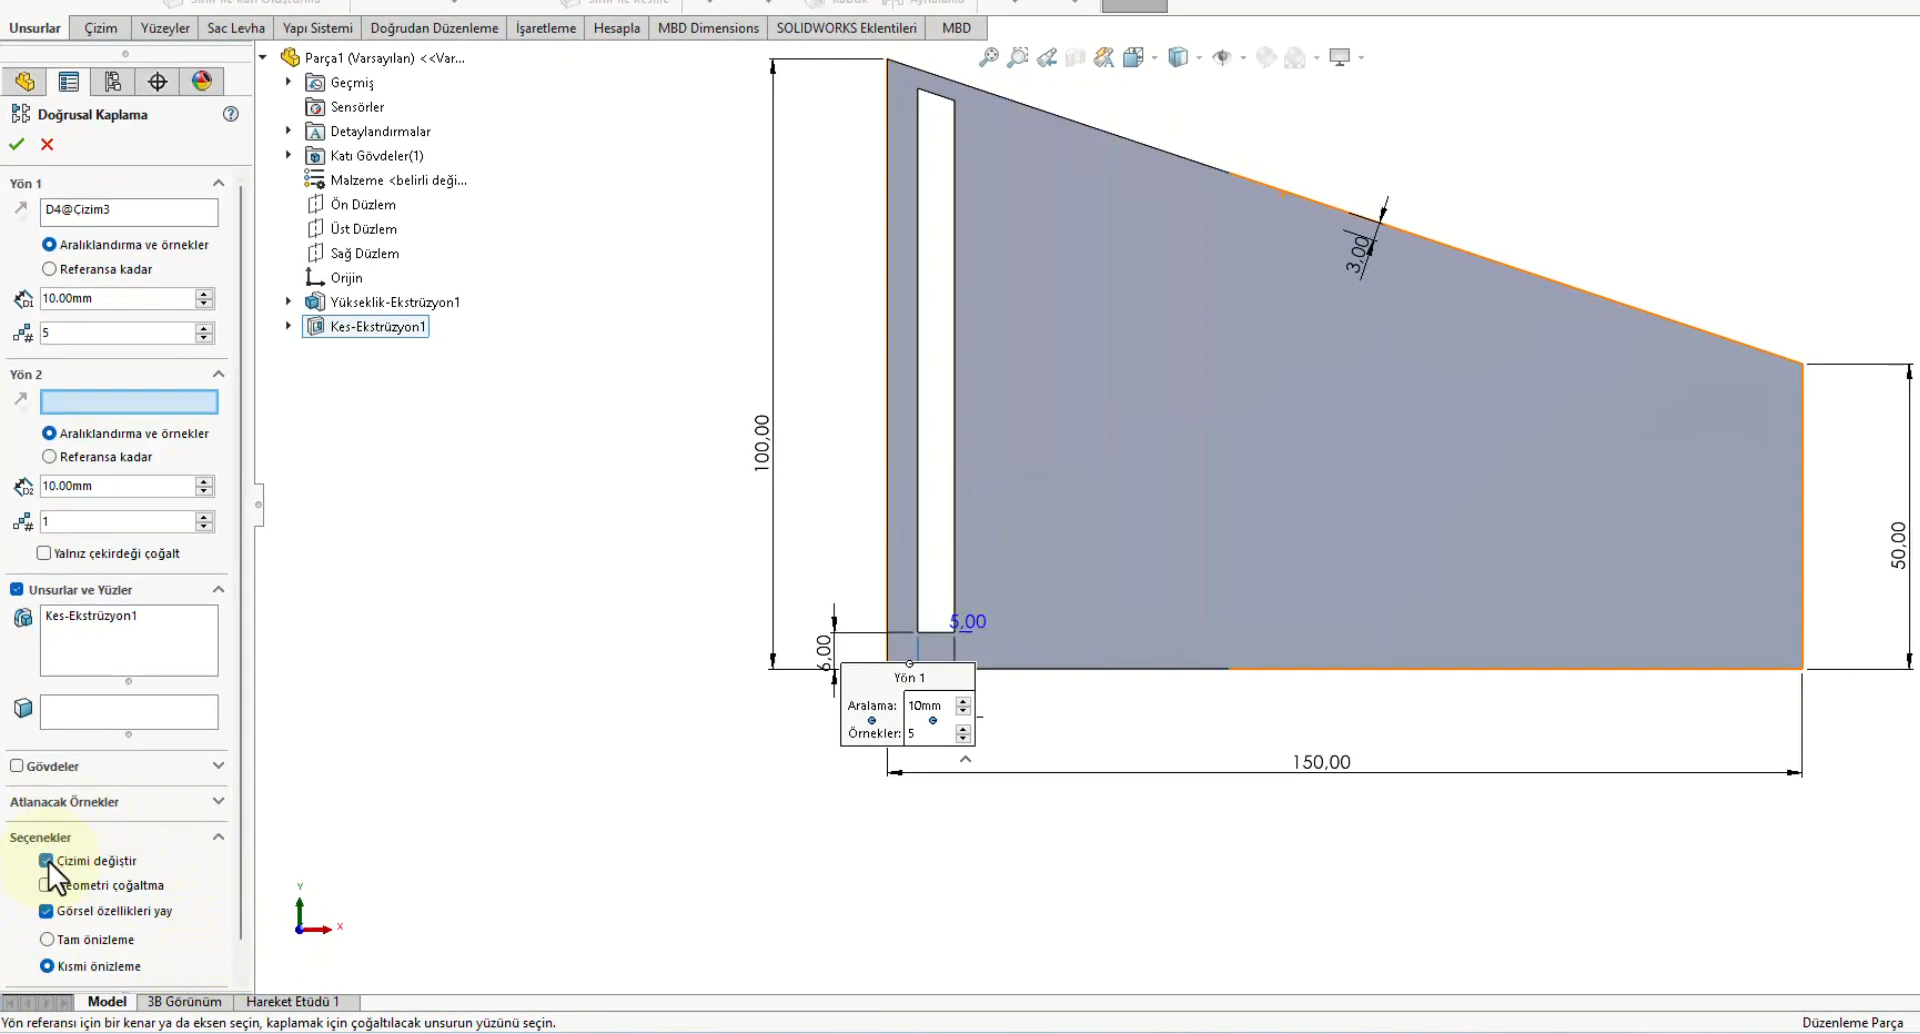 Unsurlar Çizim Yüzeyler Sac Levha Yapı Sistemi Doğrudan Düzenleme İşaretleme Hesapla MBD Dimensions SOLIDWORKS Eklentileri MBD
Doğrusal Kaplama
Yön 1
D4@Çizim3
Aralıklandırma ve örnekler
Referansa kadar
D1 10.00mm
# 5
Yön 2
Aralıklandırma ve örnekler
Referansa kadar
D2 10.00mm
# 1
Yalnız çekirdeği çoğalt
Unsurlar ve Yüzler
Kes-Ekstrüzyon1
Gövdeler
Atlanacak Örnekler
Seçenekler
Çizimi değiştir
çoğaltma
Görsel özellikleri yay
Tam önizleme
Kısmi önizleme
Parça1 (Varsayılan) <<Var...
Geçmiş
Sensörler
Detaylandırmalar
Katı Gövdeler(1)
Malzeme <belirli deği...
Ön Düzlem
Üst Düzlem
Sağ Düzlem
Orijin
Yükseklik-Ekstrüzyon1
Kes-Ekstrüzyon1
3,00
100,00
50,00
5,00
6,00
Yön 1
Aralama: 10mm
Örnekler: 5
150,00
Y
X
Model 3B Görünüm Hareket Etüdü 1
Yön referansı için bir kenar ya da eksen seçin, kaplamak için çoğaltılacak unsurun yüzünü seçin.
Düzenleme Parça